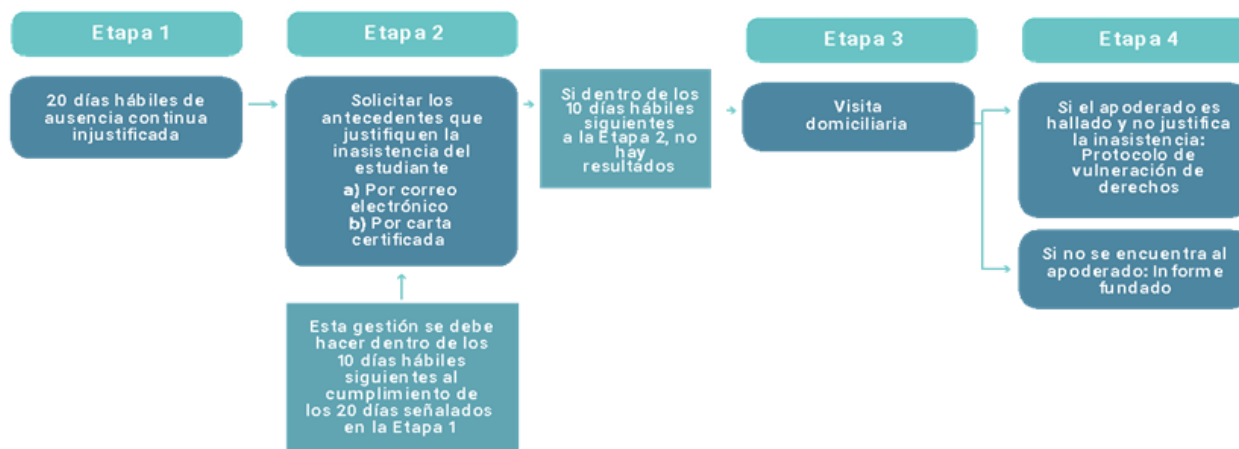 Etapa 1
20 días hábiles de
ausencia continua
injustificada
Etapa 2
Solicitar los
antecedentes que
justifiquen la
inasistencia del
estudiante
a) Por correo
electrónico
b) Por carta
certificada
Esta gestión se debe
hacer dentro de los
10 días hábiles
siguientes al
cumplimiento de
los 20 días señalados
en la Etapa 1
Si dentro de los
10 días hábiles
siguientes
a la Etapa 2, no
hay
resultados
Etapa 3
Visita
domiciliaria
Etapa 4
Si el apoderado es
hallado y no justifica
la inasistencia:
Protocolo de
vulneración de
derechos
Si no se encuentra al
apoderado: Informe
fundado